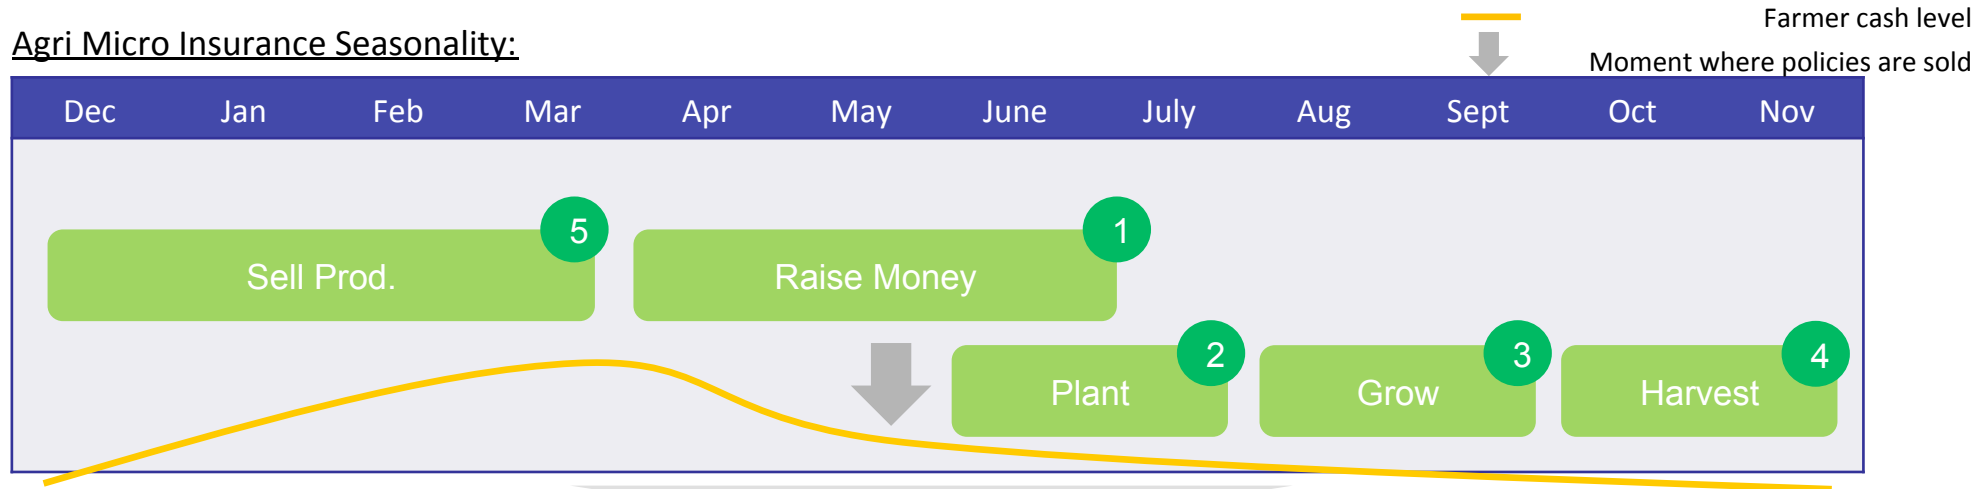 Farmer cash level
Agri Micro Insurance Seasonality:
Moment where policies are sold
Dec Jan Feb Mar Apr May June July Aug Sept Oct Nov
5 1
Sell Prod. Raise Money
2 3 4
Plant Grow Harvest